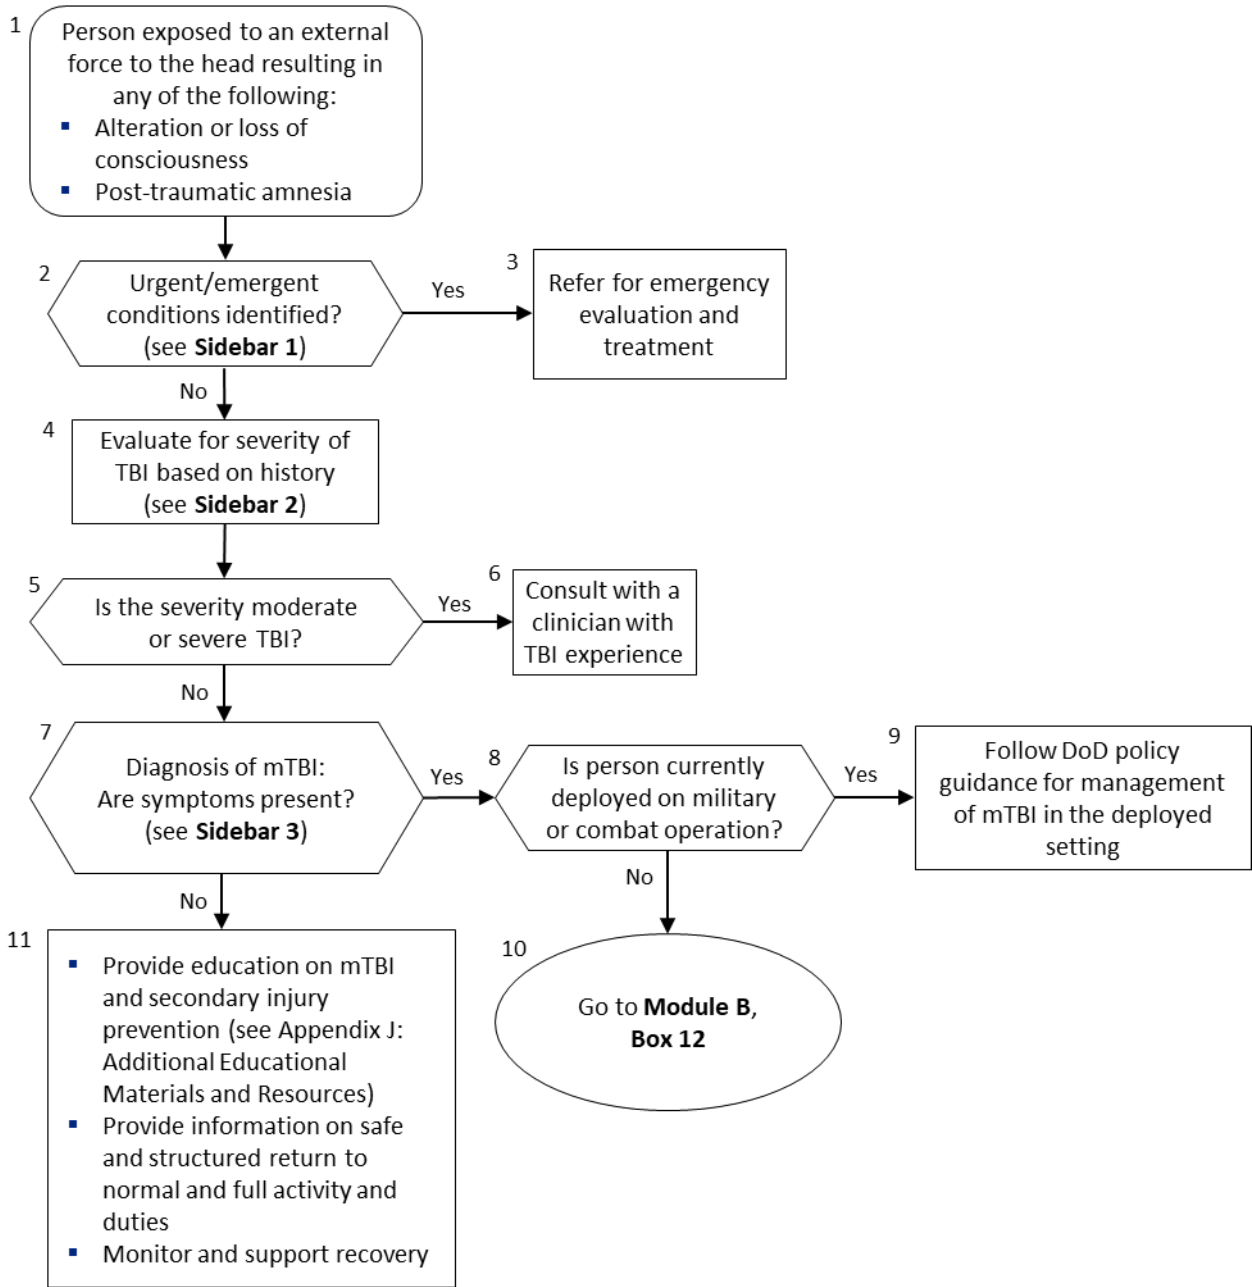 1
Person exposed to an external
force to the head resulting in
any of the following:
▪ Alteration or loss of
consciousness
▪ Post-traumatic amnesia
2
Urgent/emergent
conditions identified?
(see Sidebar 1)
Yes
3
Refer for emergency
evaluation and
treatment
No
4
Evaluate for severity of
TBI based on history
(see Sidebar 2)
5
Is the severity moderate
or severe TBI?
Yes
6
Consult with a
clinician with
TBI experience
No
7
Diagnosis of mTBI:
Are symptoms present?
(see Sidebar 3)
Yes
8
Is person currently
deployed on military
or combat operation?
Yes
9
Follow DoD policy
guidance for management
of mTBI in the deployed
setting
No
10
Go to Module B,
Box 12
No
11
▪ Provide education on mTBI
and secondary injury
prevention (see Appendix J:
Additional Educational
Materials and Resources)
▪ Provide information on safe
and structured return to
normal and full activity and
duties
▪ Monitor and support recovery